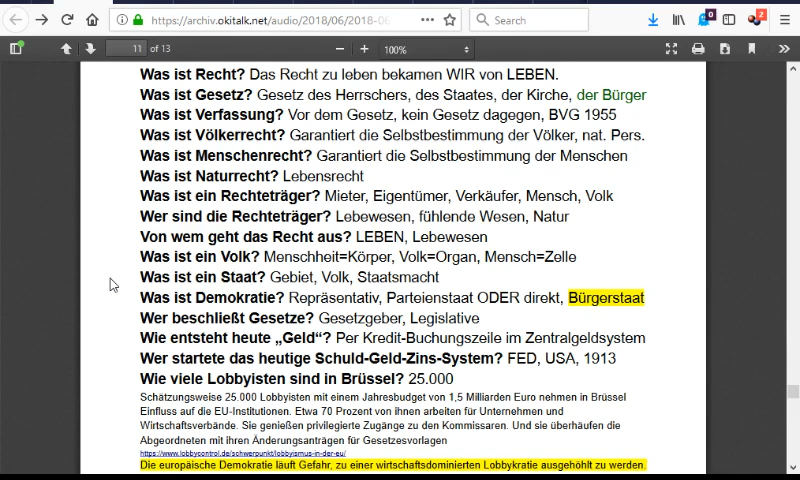 https://archiv.okitalk.net/audio/2018/06/2018-06
Search
0
2
11 of 13
100%
Was ist Recht? Das Recht zu leben bekamen WIR von LEBEN.
Was ist Gesetz? Gesetz des Herrschers, des Staates, der Kirche, der Bürger
Was ist Verfassung? Vor dem Gesetz, kein Gesetz dagegen, BVG 1955
Was ist Völkerrecht? Garantiert die Selbstbestimmung der Völker, nat. Pers.
Was ist Menschenrecht? Garantiert die Selbstbestimmung der Menschen
Was ist Naturrecht? Lebensrecht
Was ist ein Rechteträger? Mieter, Eigentümer, Verkäufer, Mensch, Volk
Wer sind die Rechteträger? Lebewesen, fühlende Wesen, Natur
Von wem geht das Recht aus? LEBEN, Lebewesen
Was ist ein Volk? Menschheit=Körper, Volk=Organ, Mensch=Zelle
Was ist ein Staat? Gebiet, Volk, Staatsmacht
Was ist Demokratie? Repräsentativ, Parteienstaat ODER direkt, Bürgerstaat
Wer beschließt Gesetze? Gesetzgeber, Legislative
Wie entsteht heute „Geld“? Per Kredit-Buchungszeile im Zentralgeldsystem
Wer startete das heutige Schuld-Geld-Zins-System? FED, USA, 1913
Wie viele Lobbyisten sind in Brüssel? 25.000
Schätzungsweise 25.000 Lobbyisten mit einem Jahresbudget von 1,5 Milliarden Euro nehmen in Brüssel
Einfluss auf die EU-Institutionen. Etwa 70 Prozent von ihnen arbeiten für Unternehmen und
Wirtschaftsverbände. Sie genießen privilegierte Zugänge zu den Kommissaren. Und sie überhäufen die
Abgeordneten mit ihren Änderungsanträgen für Gesetzesvorlagen
https://www.lobbycontrol.de/schwerpunkt/lobbyismus-in-der-eu/
Die europäische Demokratie läuft Gefahr, zu einer wirtschaftsdominierten Lobbykratie ausgehöhlt zu werden.